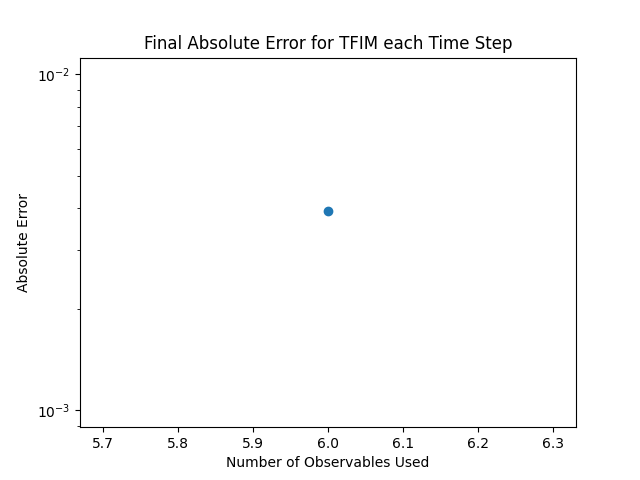 Final Absolute Error for TFIM each Time Step
10⁻²
Absolute Error
10⁻³
5.7 5.8 5.9 6.0 6.1 6.2 6.3
Number of Observables Used